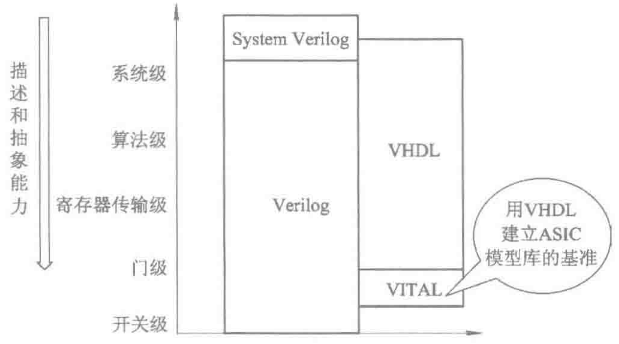 描述和抽象能力
系统级
算法级
寄存器传输级
门级
开关级
System Verilog
Verilog
VHDL
VITAL
用VHDL
建立ASIC
模型库的基准